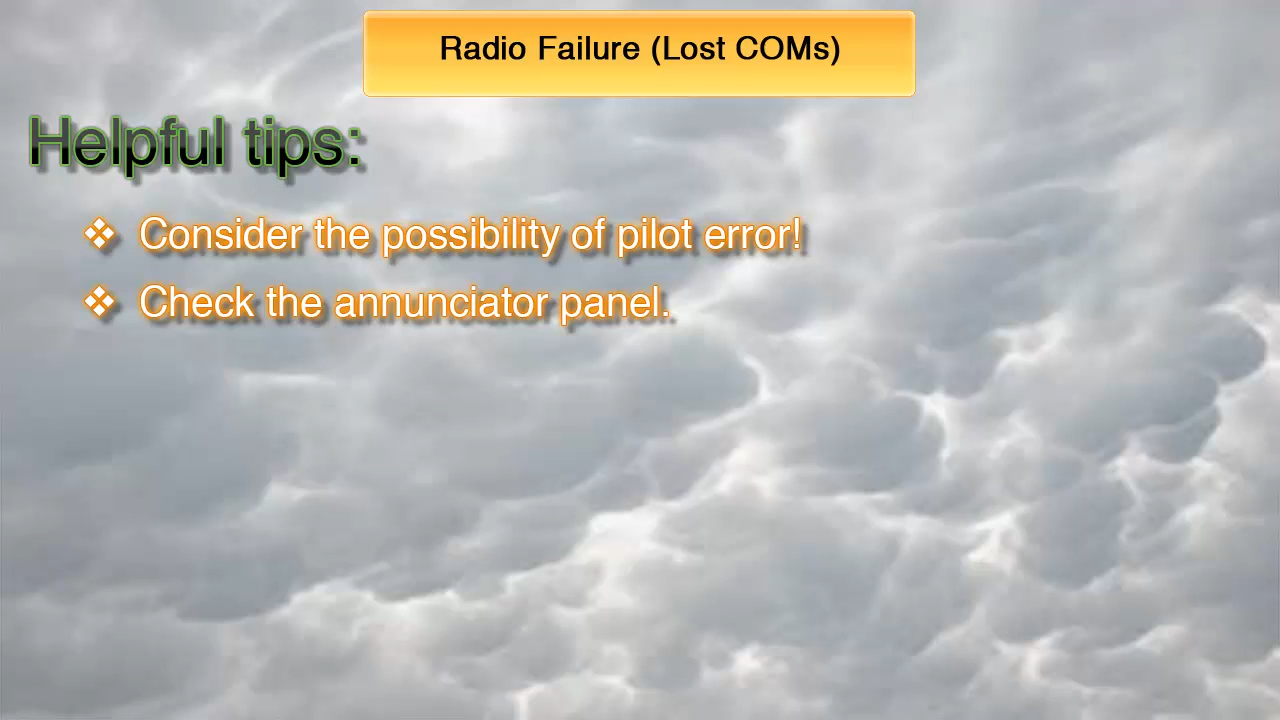 Radio Failure (Lost COMs)
Helpful tips:
❖ Consider the possibility of pilot error!
❖ Check the annunciator panel.